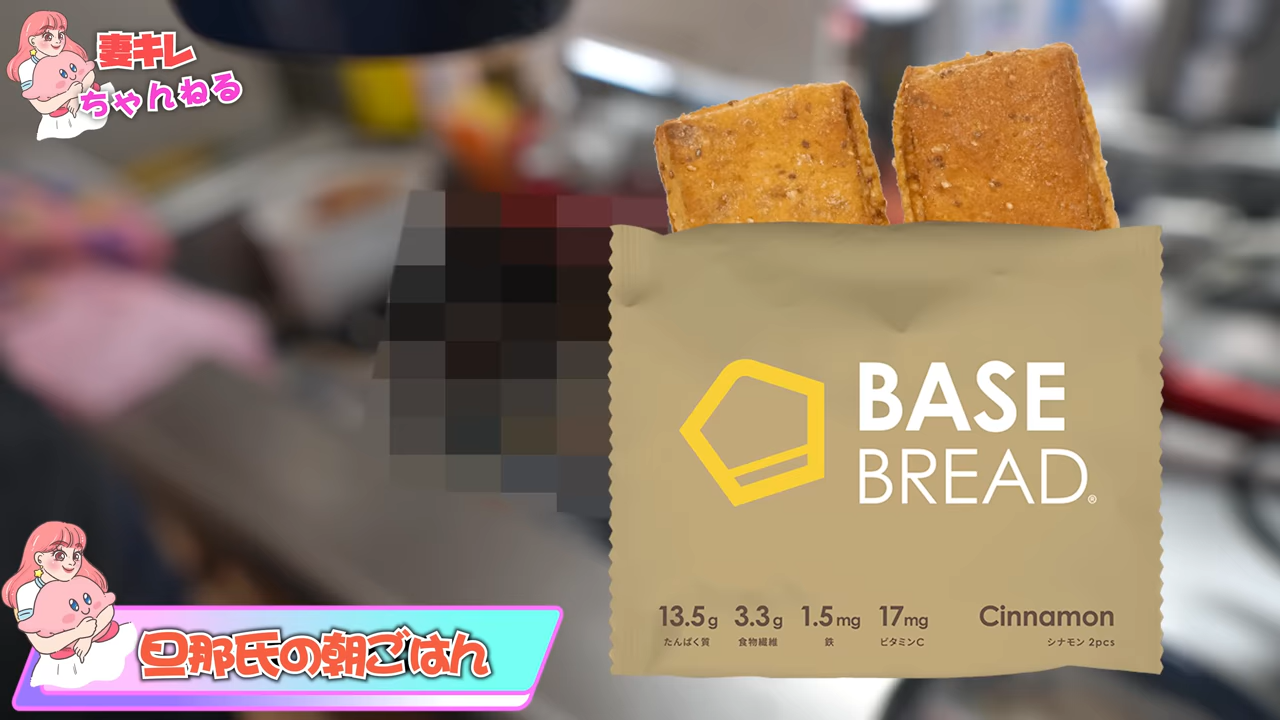 妻キレ
ちゃんねる
BASE
BREAD®
13.5g 3.3g 1.5mg 17mg Cinnamon
たんぱく質 食物繊維 鉄 ビタミンC シナモン 2pcs
旦那氏の朝ごはん